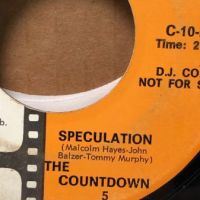 C-10-
Time: 2
D.J. CO
NOT FOR S
b.
SPECULATION
(Malcolm Hayes-John
Balzer-Tommy Murphy)
THE
COUNTDOWN
5